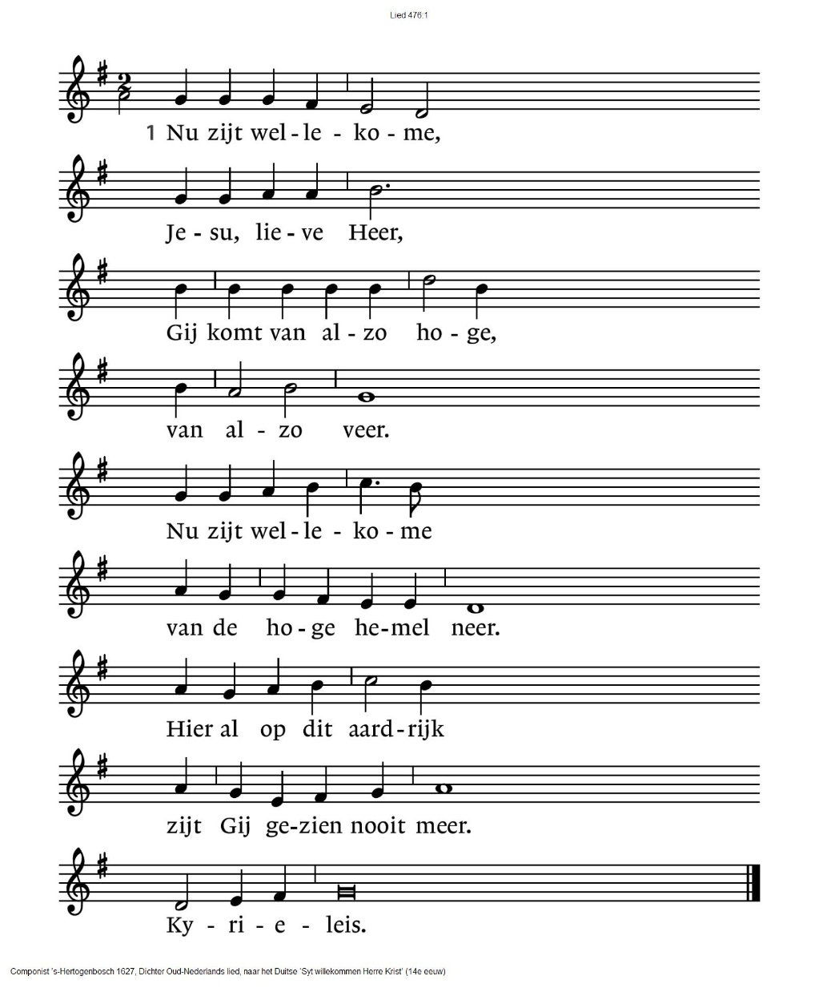 Lied 476:1
1 Nu zijt wel - le - ko - me,
Je - su, lie - ve Heer,
Gij komt van al - zo ho - ge,
van al - zo veer.
Nu zijt wel - le - ko - me
van de ho - ge he - mel neer.
Hier al op dit aard - rijk
zijt Gij ge - zien nooit meer.
Ky - ri - e - leis.
Componist 's-Hertogenbosch 1627, Dichter Oud-Nederlands lied, naar het Duitse 'Syt willekommen Herre Krist' (14e eeuw)